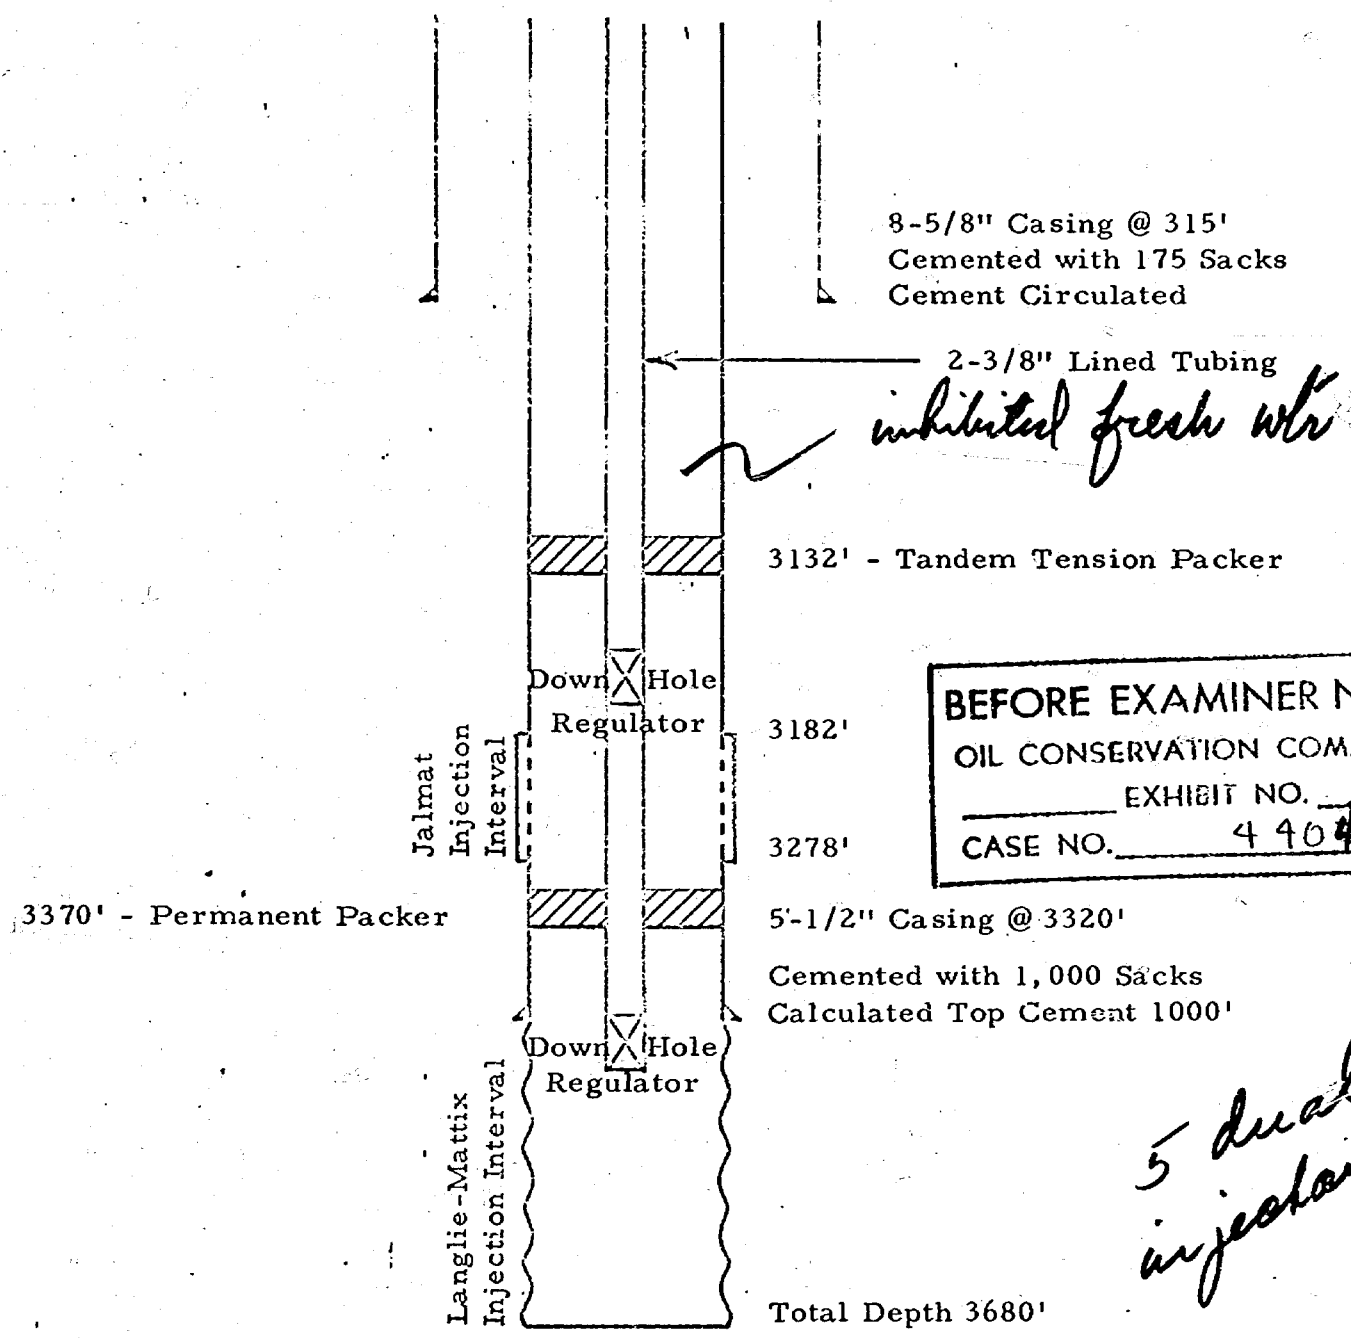 8-5/8" Casing @ 315'
Cemented with 175 Sacks
Cement Circulated
2-3/8" Lined Tubing
inhibited fresh wtr
3132' - Tandem Tension Packer
Down Hole
Regulator
3182'
Jalmat
Injection
Interval
3278'
BEFORE EXAMINER N
OIL CONSERVATION COM
EXHIBIT NO.
CASE NO. 440
3370' - Permanent Packer
5-1/2" Casing @ 3320'
Cemented with 1,000 Sacks
Calculated Top Cement 1000'
Down Hole
Regulator
Langlie-Mattix
Injection Interval
5 dual
injection
Total Depth 3680'